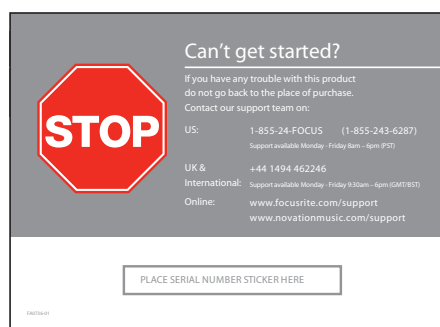 STOP
Can't get started?
If you have any trouble with this product
do not go back to the place of purchase.
Contact our support team on:
US: 1-855-24-FOCUS (1-855-243-6287)
Support available Monday - Friday 8am – 6pm (PST)
UK & +44 1494 462246
International: Support available Monday - Friday 9:30am – 6pm (GMT/BST)
Online: www.focusrite.com/support
www.novationmusic.com/support
PLACE SERIAL NUMBER STICKER HERE